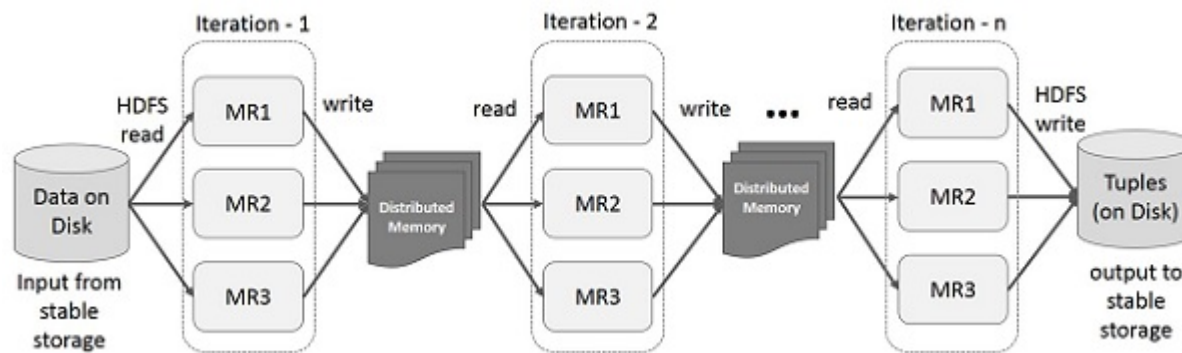 Iteration - 1
Iteration - 2
Iteration - n
HDFS
read
MR1
write
read
MR1
write
...
read
MR1
HDFS
write
Data on
Disk
MR2
Distributed
Memory
MR2
Distributed
Memory
MR2
Tuples
(on Disk)
Input from
stable
storage
MR3
MR3
MR3
output to
stable
storage